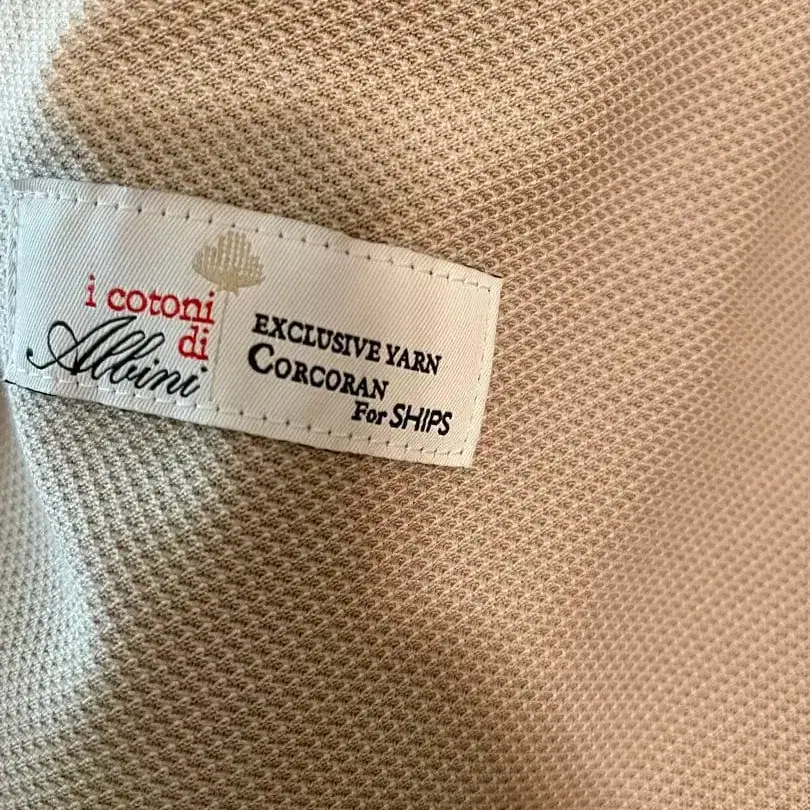 i cotoni
di
Albini
EXCLUSIVE YARN
CORCORAN
For SHIPS